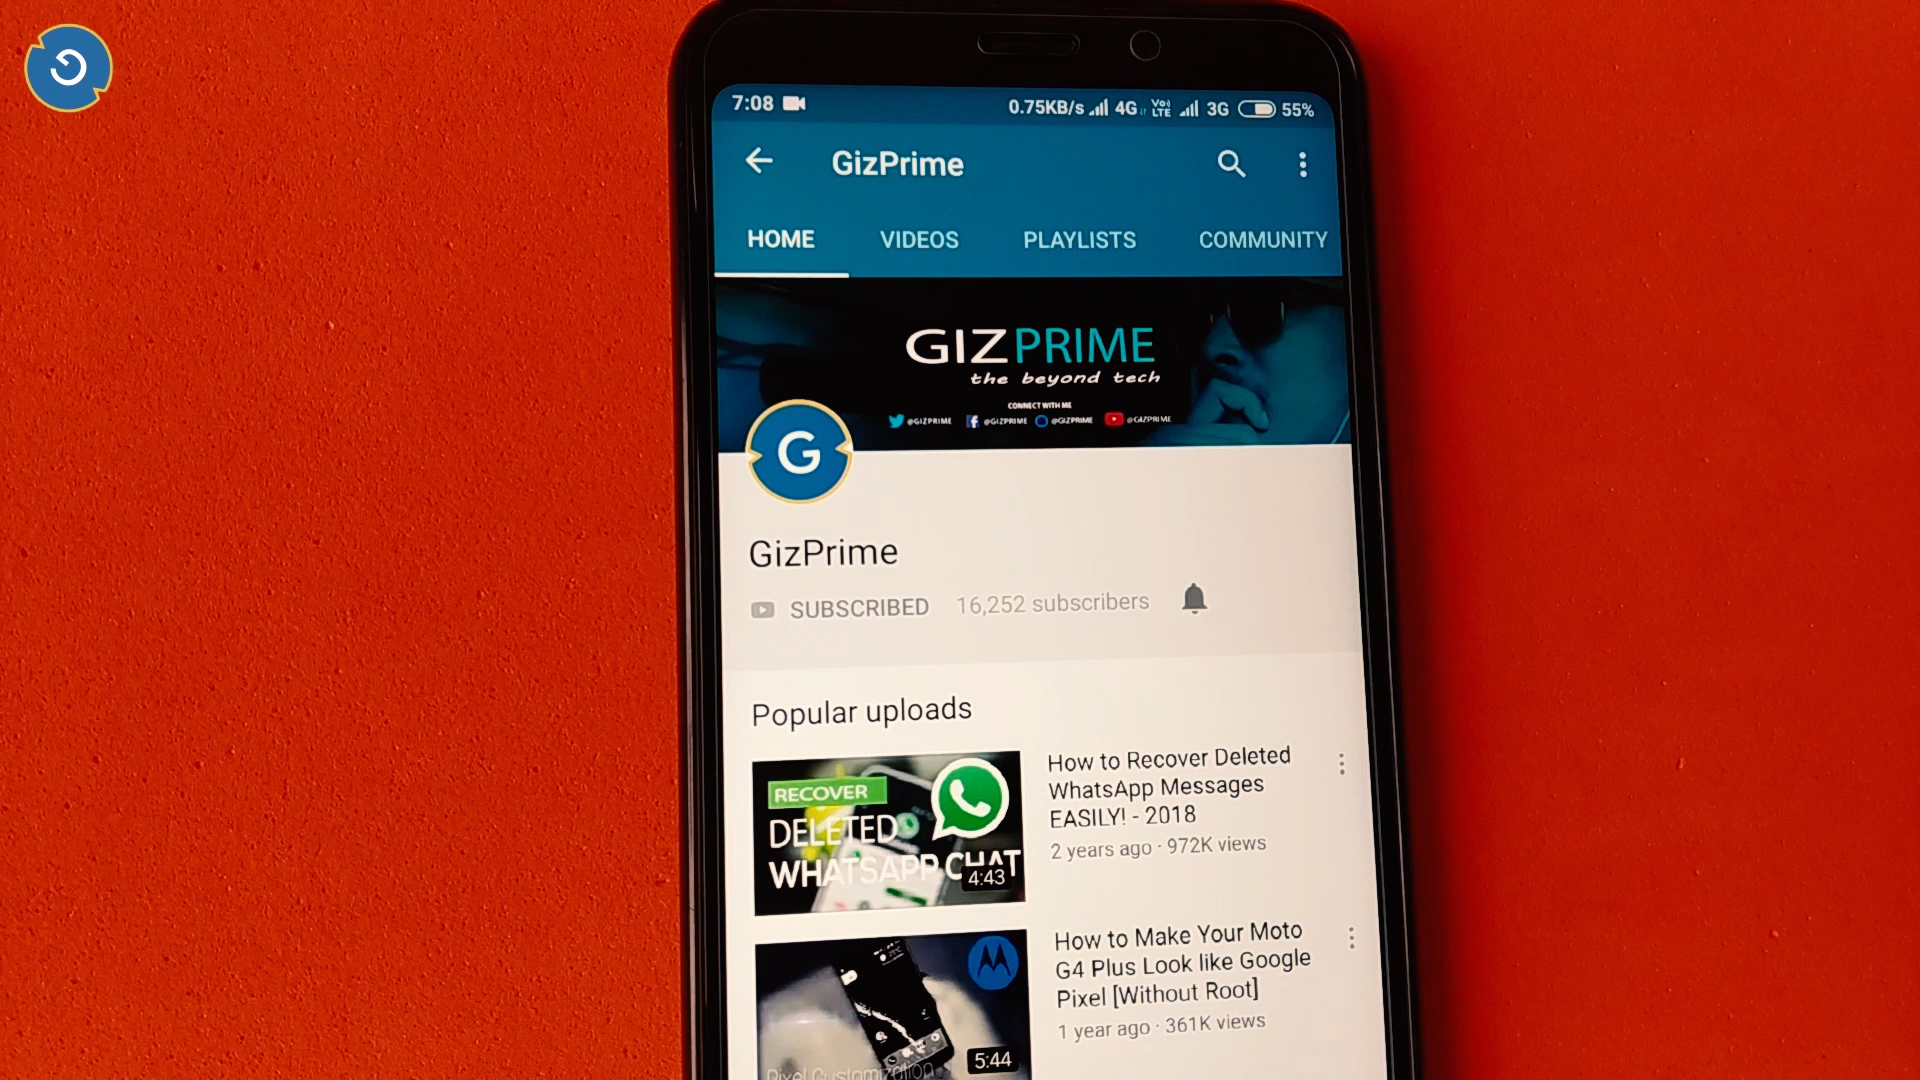 7:08 0.75KB/s 4G VoLTE 3G 55%
GizPrime
HOME VIDEOS PLAYLISTS COMMUNITY
GIZPRIME
the beyond tech
CONNECT WITH ME
@GIZPRIME @GIZPRIME @GIZPRIME @GIZPRIME
G
GizPrime
SUBSCRIBED 16,252 subscribers
Popular uploads
RECOVER
DELETED
WHATSAPP CHAT
4:43
How to Recover Deleted
WhatsApp Messages
EASILY! - 2018
2 years ago · 972K views
How to Make Your Moto
G4 Plus Look like Google
Pixel [Without Root]
1 year ago · 361K views
5:44
Pixel Customization